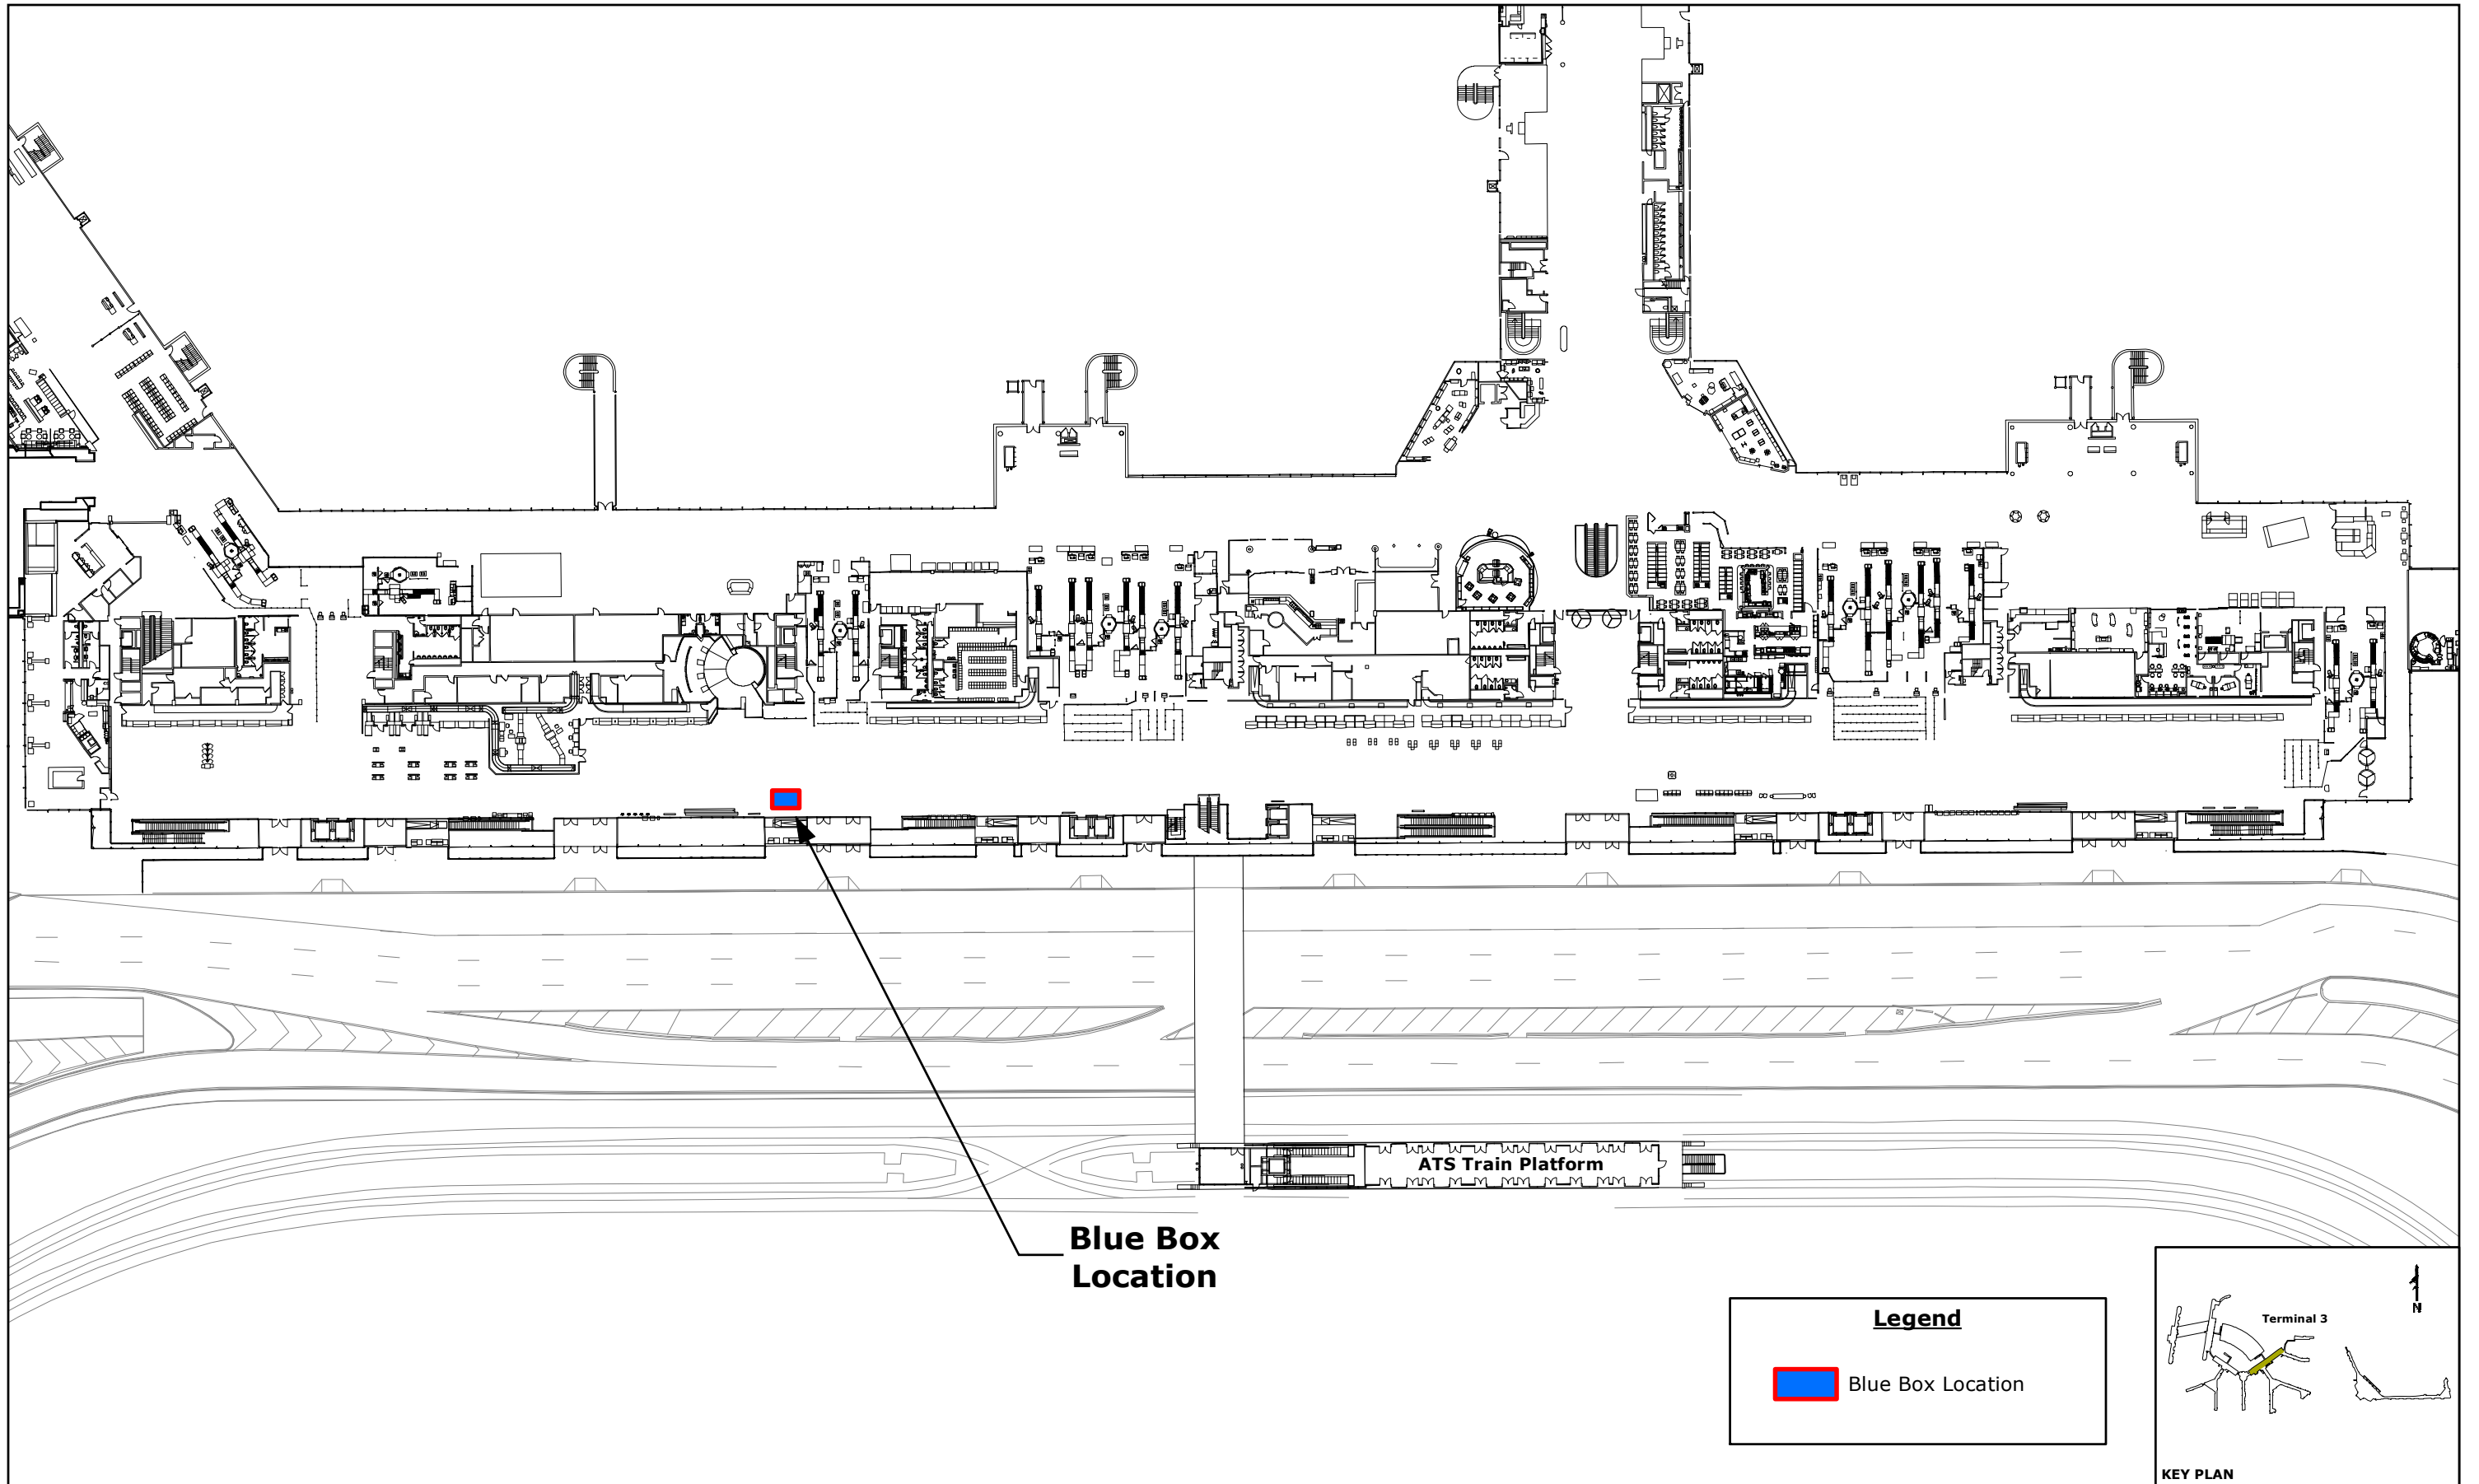 ATS Train Platform
Blue Box
Location
Legend
Blue Box Location
N
Terminal 3
KEY PLAN